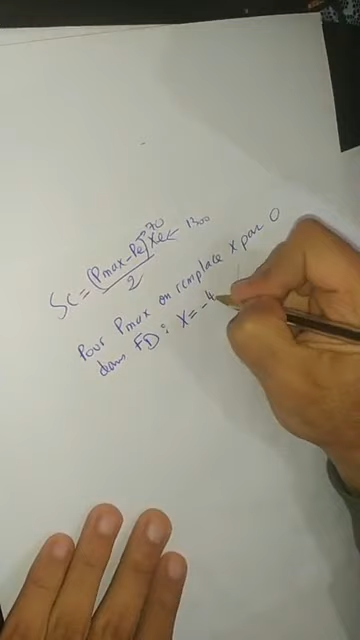 Sc = (Pmax - Pe→70) Xe ← 1300
2
Pour Pmax on remplace X par 0
dans FD : X = - 4